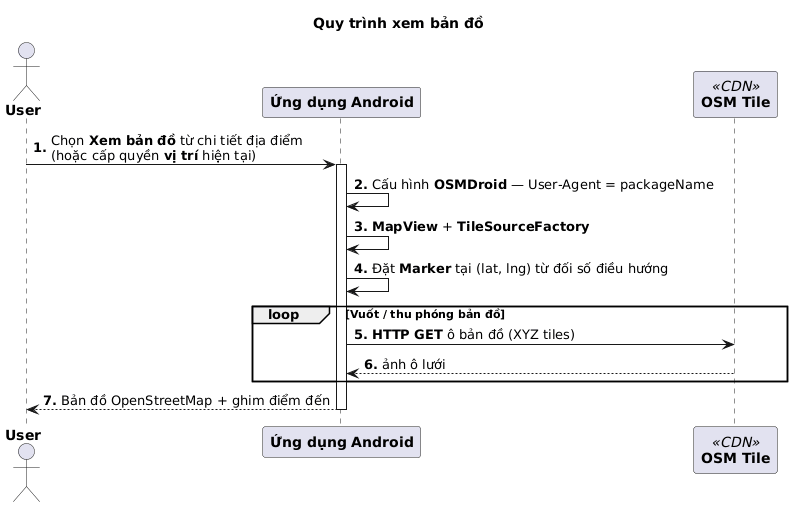 Quy trình xem bản đồ
User
Ứng dụng Android
«CDN»
OSM Tile
1. Chọn Xem bản đồ từ chi tiết địa điểm
(hoặc cấp quyền vị trí hiện tại)
2. Cấu hình OSMDroid — User-Agent = packageName
3. MapView + TileSourceFactory
4. Đặt Marker tại (lat, lng) từ đối số điều hướng
loop [Vuốt / thu phóng bản đồ]
5. HTTP GET ô bản đồ (XYZ tiles)
6. ảnh ô lưới
7. Bản đồ OpenStreetMap + ghim điểm đến
User
Ứng dụng Android
«CDN»
OSM Tile